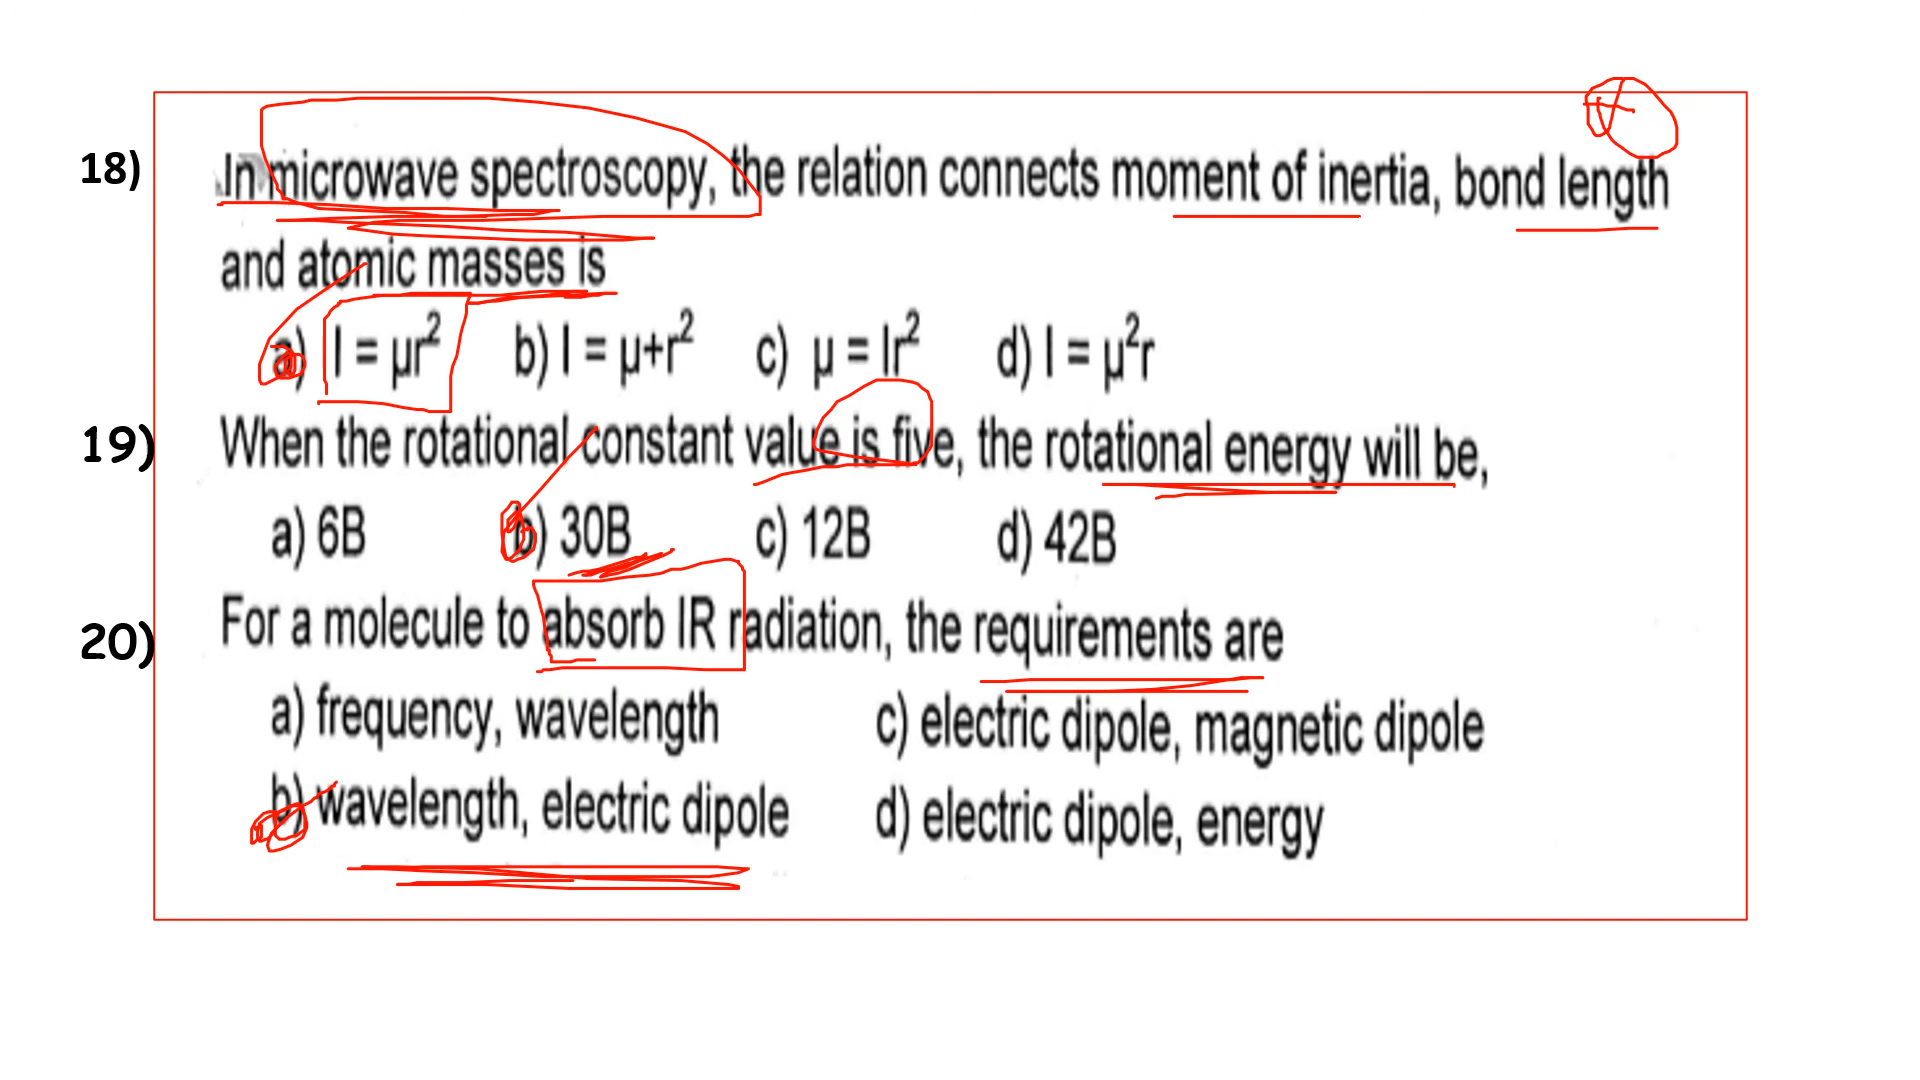 18) In microwave spectroscopy, the relation connects moment of inertia, bond length
and atomic masses is
a) I = μr² b) I = μ+r² c) μ = Ir² d) I = μ²r
19) When the rotational constant value is five, the rotational energy will be,
a) 6B b) 30B c) 12B d) 42B
20) For a molecule to absorb IR radiation, the requirements are
a) frequency, wavelength c) electric dipole, magnetic dipole
b) wavelength, electric dipole d) electric dipole, energy